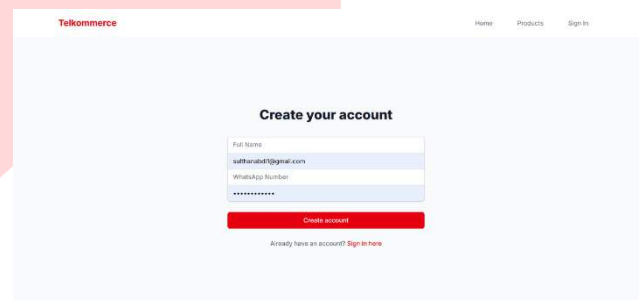 Telkommerce
Home Products Sign In
Create your account
Full Name
sulthanabdi1@gmail.com
WhatsApp Number
••••••••••••
Create account
Already have an account? Sign in here